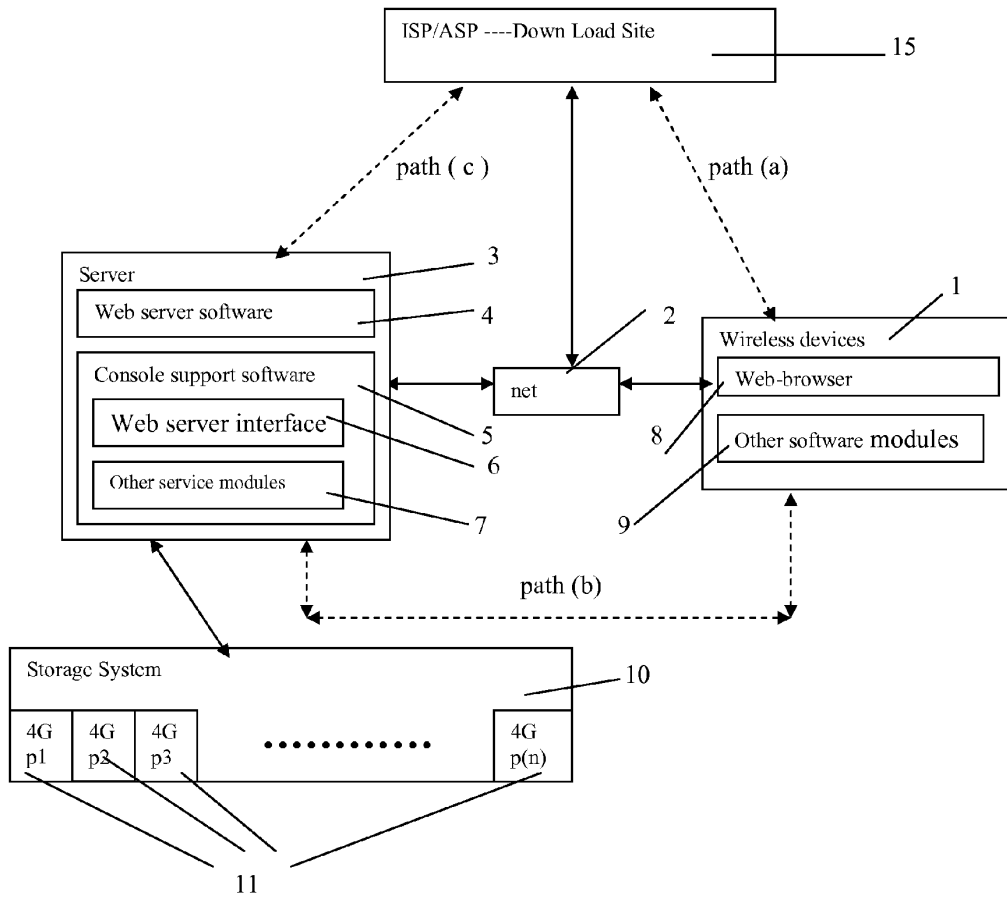 ISP/ASP ----Down Load Site
15
path ( c )
path (a)
Server
3
Web server software
4
Console support software
5
Web server interface
6
Other service modules
7
net
2
1
Wireless devices
Web-browser
8
Other software modules
9
path (b)
Storage System
10
4G
p1
4G
p2
4G
p3
4G
p(n)
11